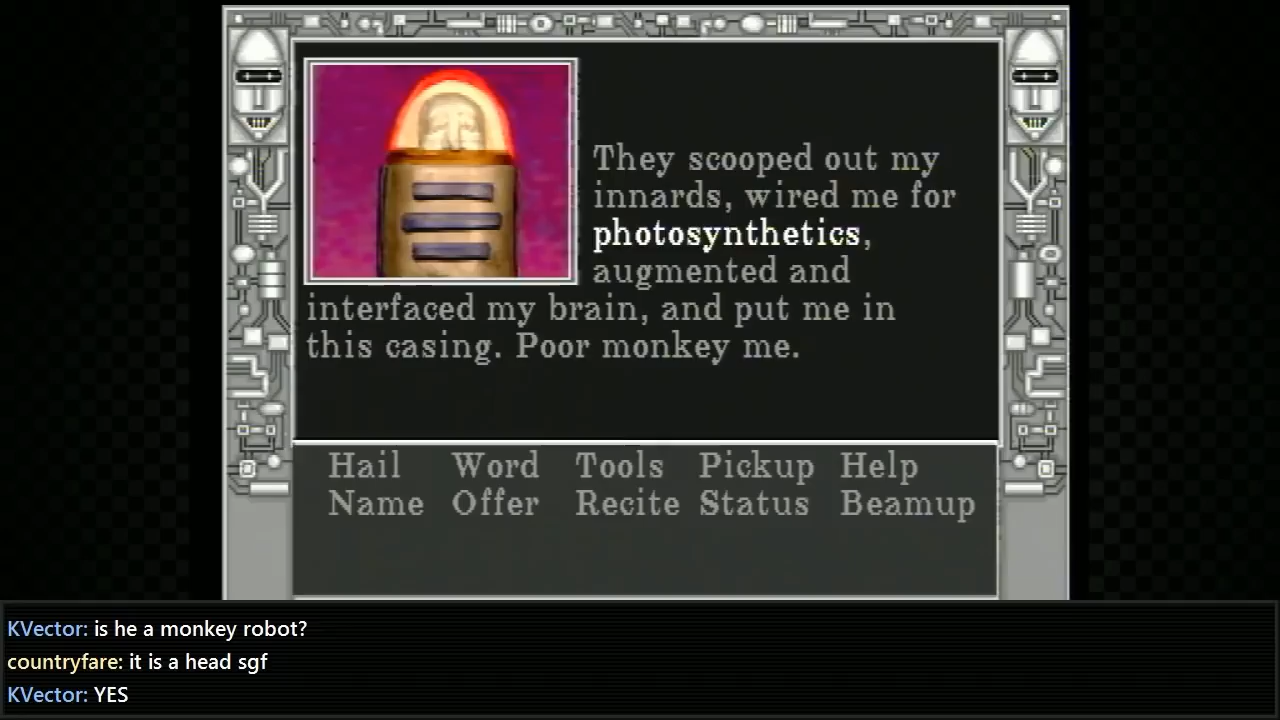 They scooped out my
innards, wired me for
photosynthetics,
augmented and
interfaced my brain, and put me in
this casing. Poor monkey me.
Hail Word Tools Pickup Help
Name Offer Recite Status Beamup
KVector: is he a monkey robot?
countryfare: it is a head sgf
KVector: YES